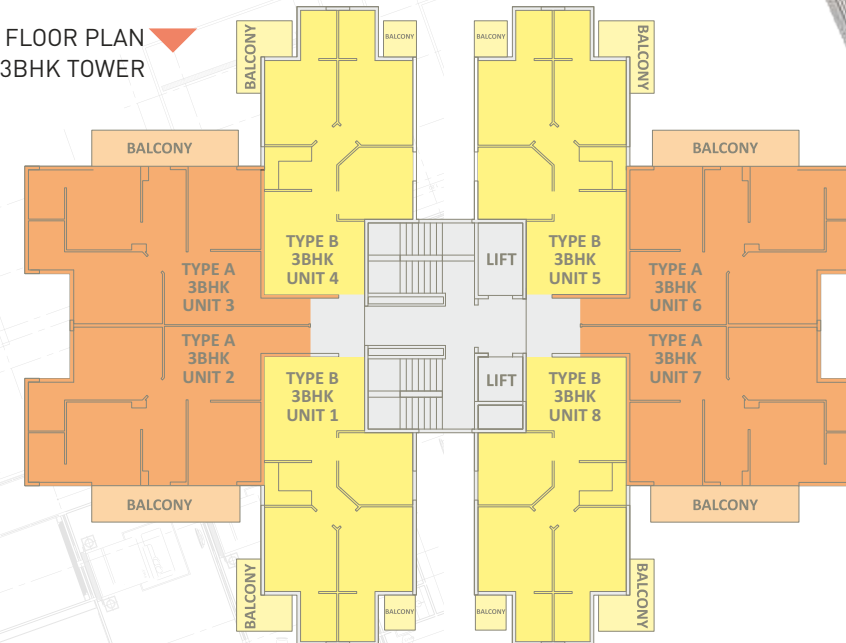 FLOOR PLAN
3BHK TOWER
BALCONY
BALCONY
BALCONY
BALCONY
BALCONY
BALCONY
TYPE B
3BHK
UNIT 4
LIFT
TYPE B
3BHK
UNIT 5
TYPE A
3BHK
UNIT 3
TYPE A
3BHK
UNIT 6
TYPE A
3BHK
UNIT 2
TYPE A
3BHK
UNIT 7
TYPE B
3BHK
UNIT 1
LIFT
TYPE B
3BHK
UNIT 8
BALCONY
BALCONY
BALCONY
BALCONY
BALCONY
BALCONY